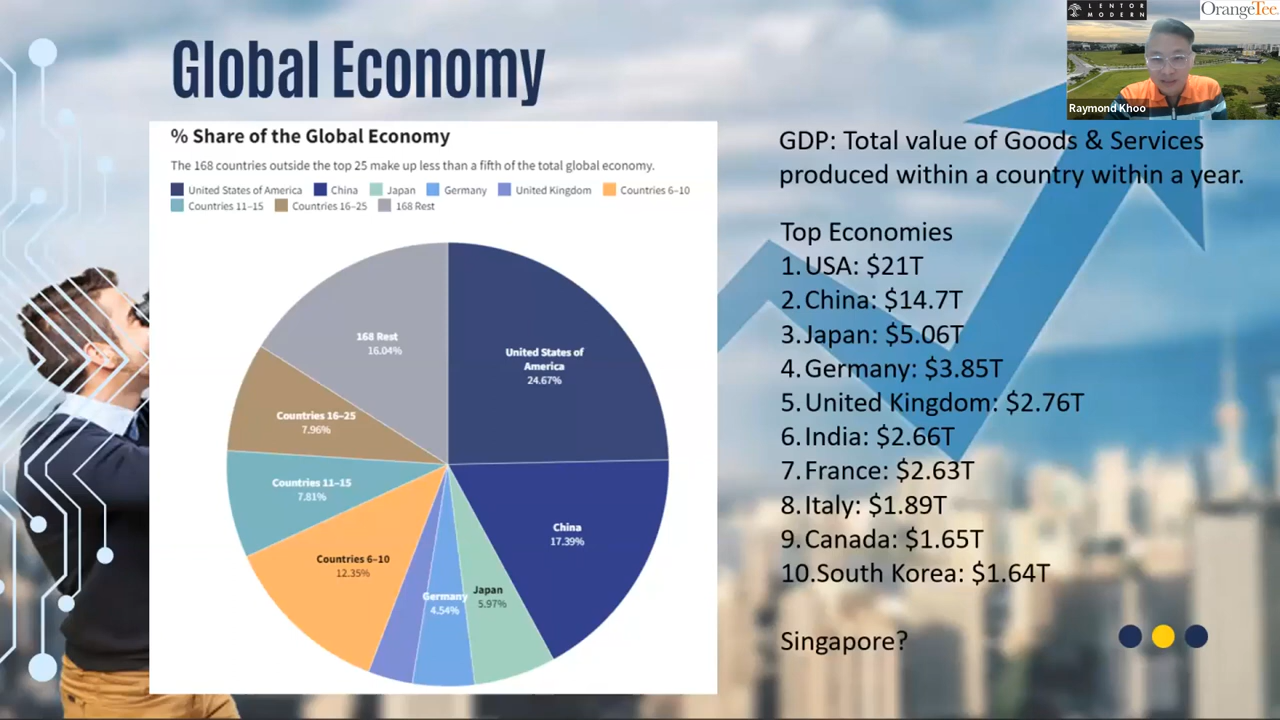 LENTOR
MODERN
OrangeTee
Raymond Khoo
Global Economy
% Share of the Global Economy
The 168 countries outside the top 25 make up less than a fifth of the total global economy.
United States of America China Japan Germany United Kingdom Countries 6–10
Countries 11–15 Countries 16–25 168 Rest
168 Rest
16.04%
United States of
America
24.67%
Countries 16–25
7.96%
Countries 11–15
7.81%
China
17.39%
Countries 6–10
12.35%
Germany
4.54%
Japan
5.97%
GDP: Total value of Goods & Services
produced within a country within a year.
Top Economies
1. USA: $21T
2. China: $14.7T
3. Japan: $5.06T
4. Germany: $3.85T
5. United Kingdom: $2.76T
6. India: $2.66T
7. France: $2.63T
8. Italy: $1.89T
9. Canada: $1.65T
10.South Korea: $1.64T
Singapore?